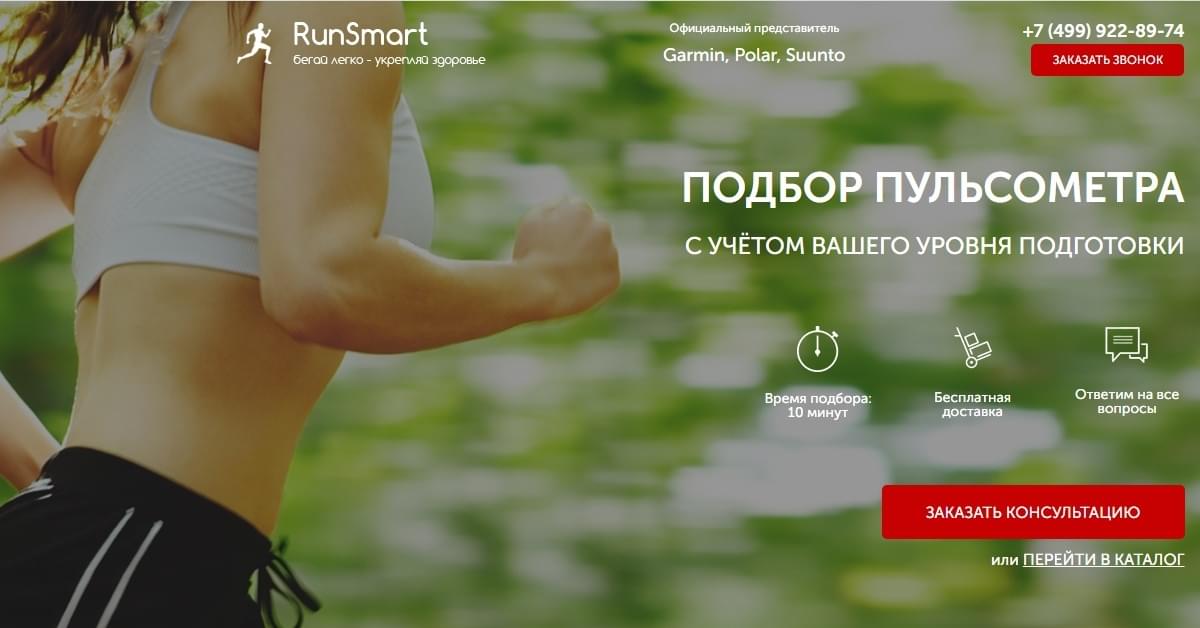 RunSmart
бегай легко - укрепляй здоровье
Официальный представитель
Garmin, Polar, Suunto
+7 (499) 922-89-74
ЗАКАЗАТЬ ЗВОНОК
ПОДБОР ПУЛЬСОМЕТРА
С УЧЁТОМ ВАШЕГО УРОВНЯ ПОДГОТОВКИ
Время подбора:
10 минут
Бесплатная
доставка
Ответим на все
вопросы
ЗАКАЗАТЬ КОНСУЛЬТАЦИЮ
или ПЕРЕЙТИ В КАТАЛОГ